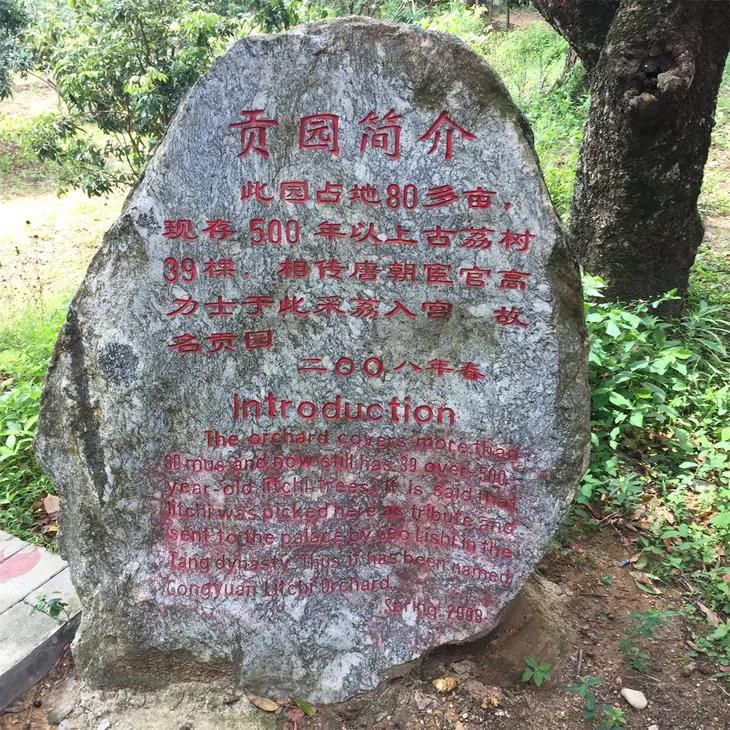 贡园简介
此园占地80多亩，
现存500年以上古荔树
39棵．相传唐朝臣官高
力士于此采荔入宫 故
名贡园
二〇〇八年春
Introduction
The orchard covers more than
80 mus and now still has 39 over-500-
year-old litchi trees. It is said that
litchi was picked here as tribute and
sent to the palace by Gao Lishi in the
Tang dynasty. Thus it has been named
Gongyuan Litchi Orchard.
Spring. 2008